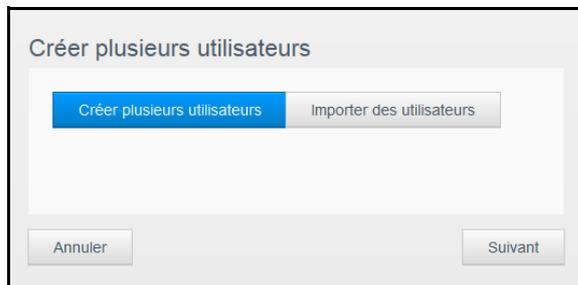 Créer plusieurs utilisateurs
Créer plusieurs utilisateurs Importer des utilisateurs
Annuler Suivant